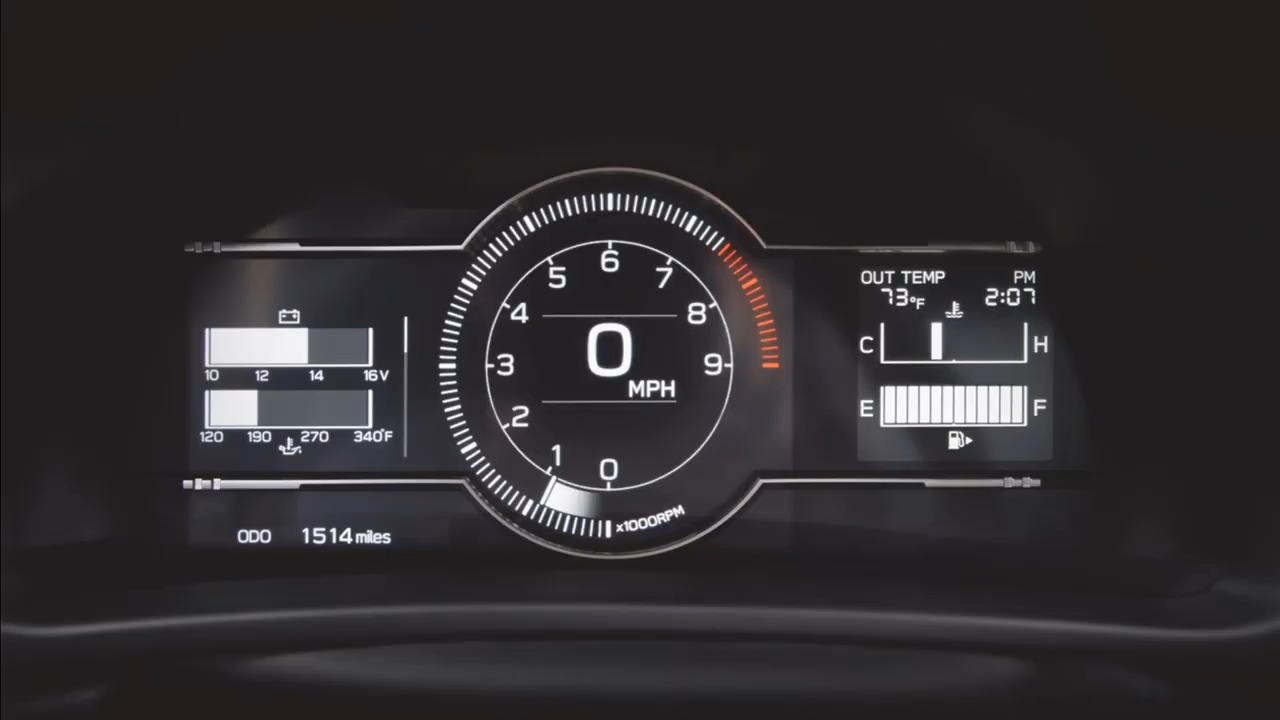 10 12 14 16 V
120 190 270 340°F
ODO 1514 miles
0 1 2 3 4 5 6 7 8 9
0
MPH
x1000RPM
OUT TEMP PM
73°F 2:07
C H
E F